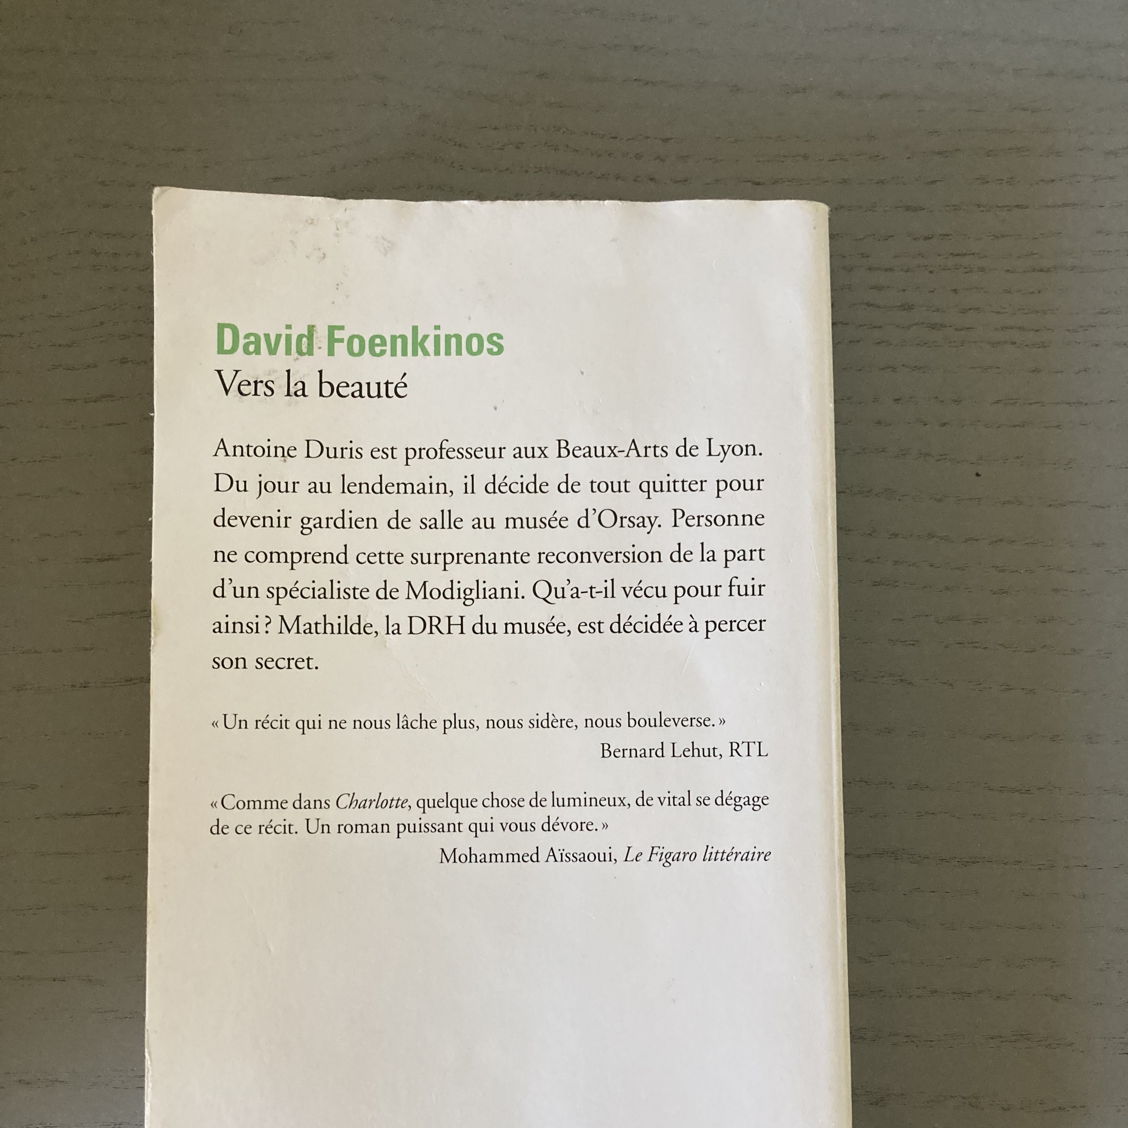 David Foenkinos
Vers la beauté
Antoine Duris est professeur aux Beaux-Arts de Lyon.
Du jour au lendemain, il décide de tout quitter pour
devenir gardien de salle au musée d’Orsay. Personne
ne comprend cette surprenante reconversion de la part
d’un spécialiste de Modigliani. Qu’a-t-il vécu pour fuir
ainsi ? Mathilde, la DRH du musée, est décidée à percer
son secret.
« Un récit qui ne nous lâche plus, nous sidère, nous bouleverse. »
Bernard Lehut, RTL
« Comme dans Charlotte, quelque chose de lumineux, de vital se dégage
de ce récit. Un roman puissant qui vous dévore. »
Mohammed Aïssaoui, Le Figaro littéraire